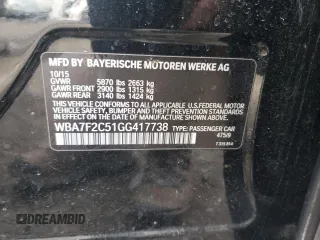 MFD BY BAYERISCHE MOTOREN WERKE AG
10/15
GVWR 5870 lbs 2663 kg
GAWR FRONT 2900 lbs 1315 kg
GAWR REAR 3140 lbs 1424 kg
THIS VEHICLE CONFORMS TO ALL APPLICABLE U.S. FEDERAL MOTOR
VEHICLE SAFETY, BUMPER, AND THEFT PREVENTION STANDARDS
IN EFFECT ON THE DATE OF MANUFACTURE SHOWN ABOVE.
WBA7F2C51GG417738 TYPE: PASSENGER CAR
475/9
DREAMBID